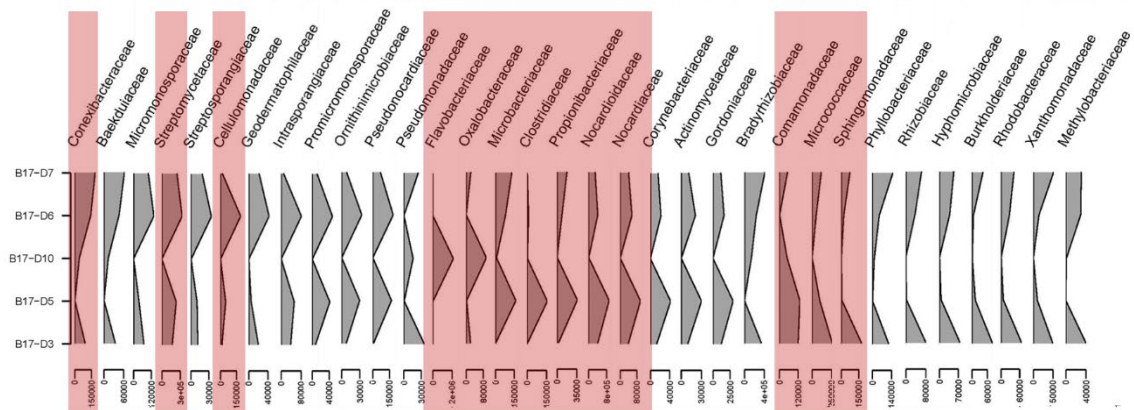 Conexibacteraceae
Baekduiaceae
Micromonosporaceae
Streptomycetaceae
Streptosporangiaceae
Cellulomonadaceae
Geodermatophilaceae
Intrasporangiaceae
Promicromonosporaceae
Ornithinimicrobiaceae
Pseudonocardiaceae
Pseudomonadaceae
Flavobacteriaceae
Oxalobacteraceae
Microbacteriaceae
Clostridiaceae
Propionibacteriaceae
Nocardioidaceae
Nocardiaceae
Corynebacteriaceae
Actinomycetaceae
Gordoniaceae
Bradyrhizobiaceae
Comamonadaceae
Micrococcaceae
Sphingomonadaceae
Phyllobacteriaceae
Rhizobiaceae
Hyphomicrobiaceae
Burkholderiaceae
Rhodobacteraceae
Xanthomonadaceae
Methylobacteriaceae
B17-D7
B17-D6
B17-D10
B17-D5
B17-D3
0 150000
0 60000
0 120000
0 3e+05
0 30000
0 150000
0 40000
0 80000
0 40000
0 30000
0 150000
0
0 2e+06
0 80000
0 150000
0 150000
0 35000
0 8e+05
0 80000
0 40000
0 30000
0 25000
0 4e+05
0 120000
0
0 150000
0 140000
0 80000
0 70000
0 80000
0
0 50000
0 40000